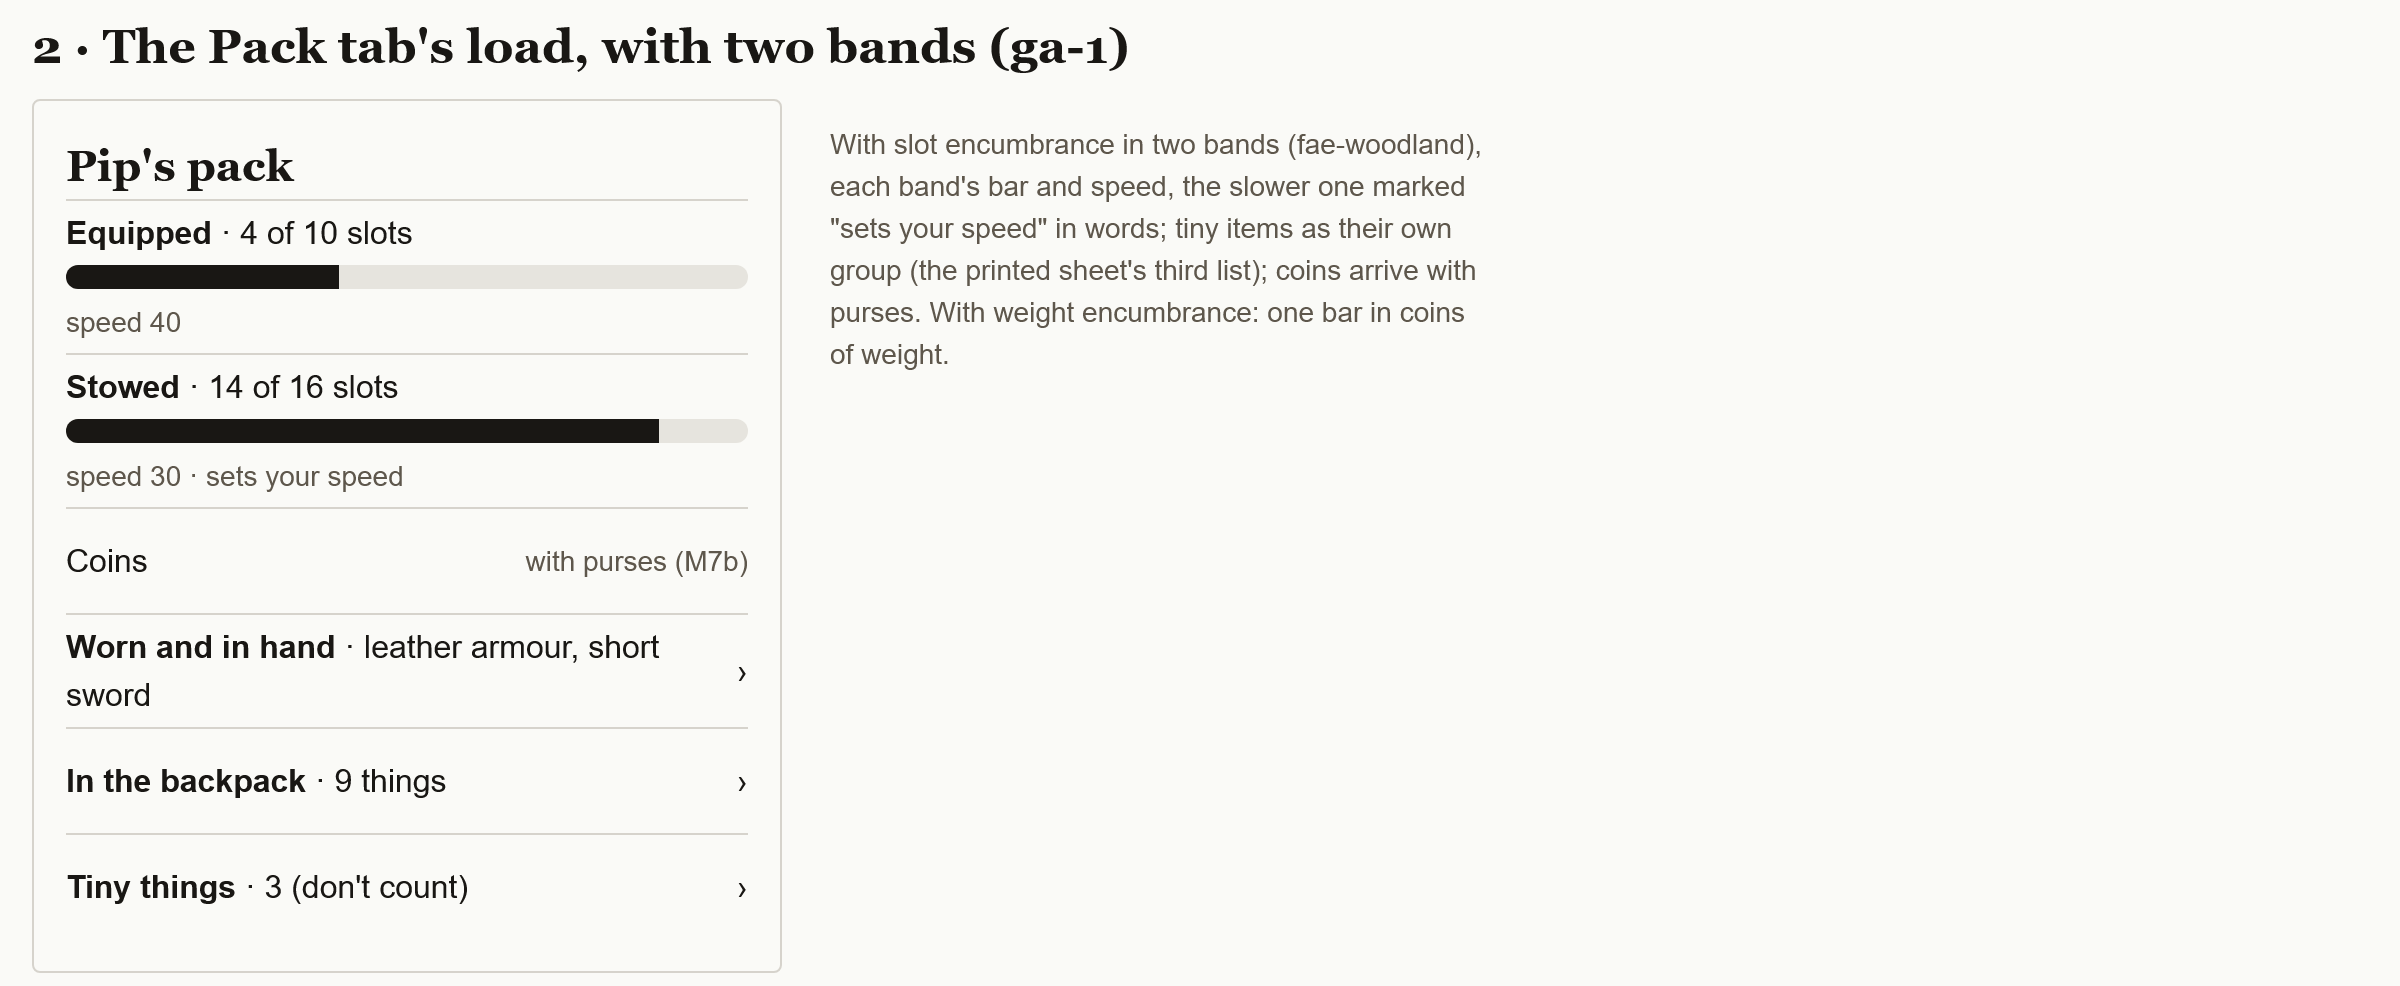 2 · The Pack tab's load, with two bands (ga-1)
Pip's pack
Equipped · 4 of 10 slots
speed 40
Stowed · 14 of 16 slots
speed 30 · sets your speed
Coins with purses (M7b)
Worn and in hand · leather armour, short
sword
›
In the backpack · 9 things ›
Tiny things · 3 (don't count) ›
With slot encumbrance in two bands (fae-woodland),
each band's bar and speed, the slower one marked
"sets your speed" in words; tiny items as their own
group (the printed sheet's third list); coins arrive with
purses. With weight encumbrance: one bar in coins
of weight.